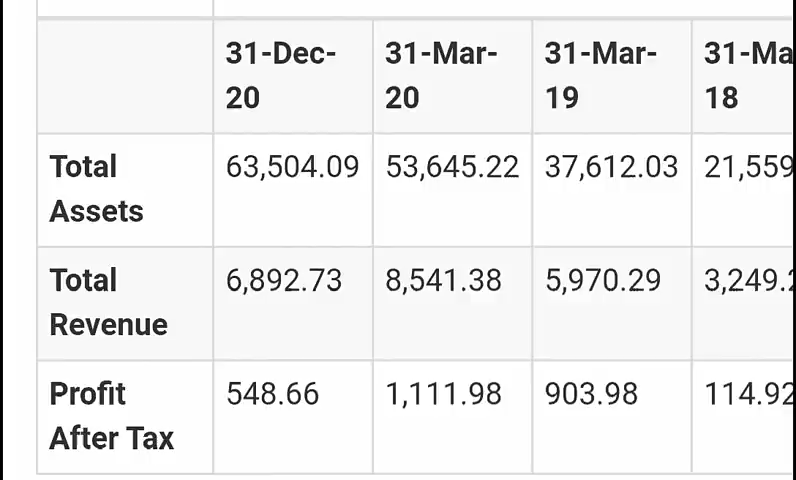 31-Dec- 31-Mar- 31-Mar- 31-Ma
20 20 19 18
Total 63,504.09 53,645.22 37,612.03 21,559
Assets
Total 6,892.73 8,541.38 5,970.29 3,249.2
Revenue
Profit 548.66 1,111.98 903.98 114.92
After Tax